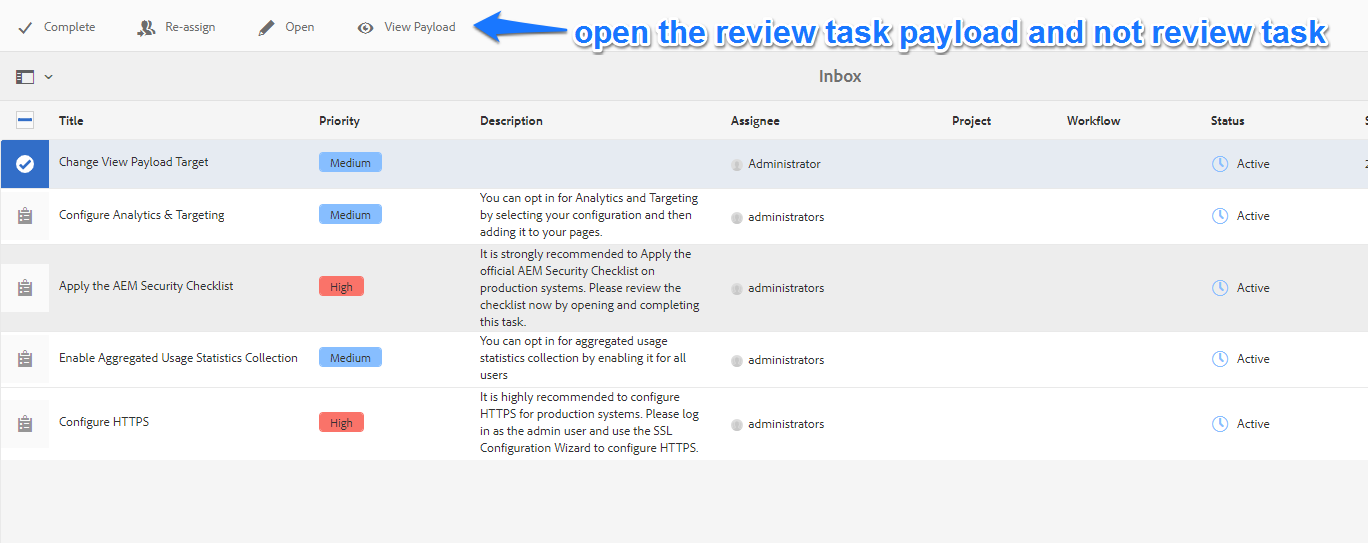 Complete Re-assign Open View Payload open the review task payload and not review task
Inbox
Title Priority Description Assignee Project Workflow Status S
Change View Payload Target Medium Administrator Active 2
Configure Analytics & Targeting Medium You can opt in for Analytics and Targeting
by selecting your configuration and then
adding it to your pages. administrators Active
Apply the AEM Security Checklist High It is strongly recommended to Apply the
official AEM Security Checklist on
production systems. Please review the
checklist now by opening and completing
this task. administrators Active
Enable Aggregated Usage Statistics Collection Medium You can opt in for aggregated usage
statistics collection by enabling it for all
users administrators Active
Configure HTTPS High It is highly recommended to configure
HTTPS for production systems. Please log
in as the admin user and use the SSL
Configuration Wizard to configure HTTPS. administrators Active